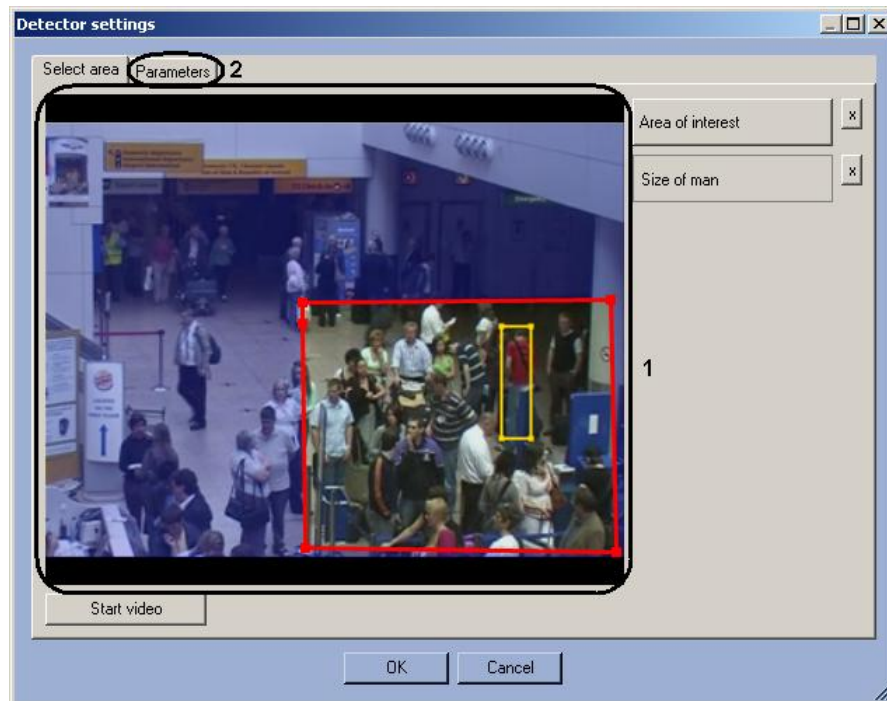 Detector settings
Select area
Parameters
2
Area of interest
x
Size of man
x
1
Start video
OK
Cancel